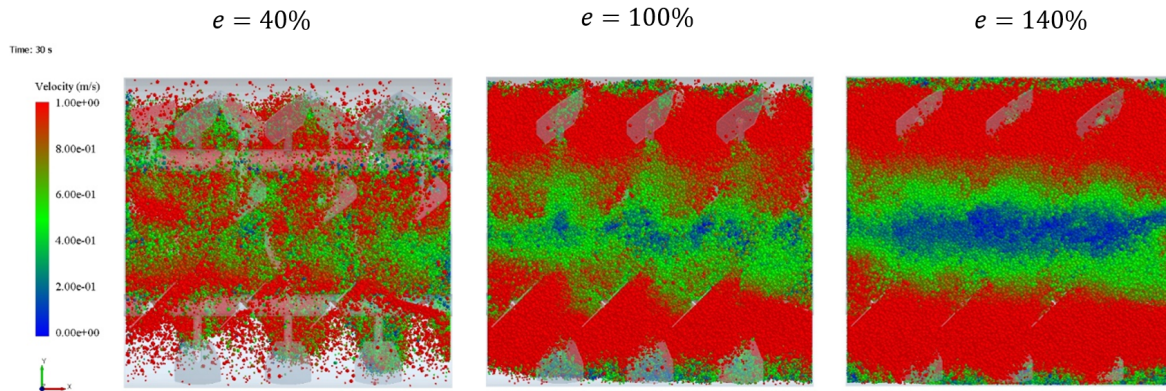 e = 40%
e = 100%
e = 140%
Time: 30 s
Velocity (m/s)
1.00e+00
8.00e-01
6.00e-01
4.00e-01
2.00e-01
0.00e+00
Y
X